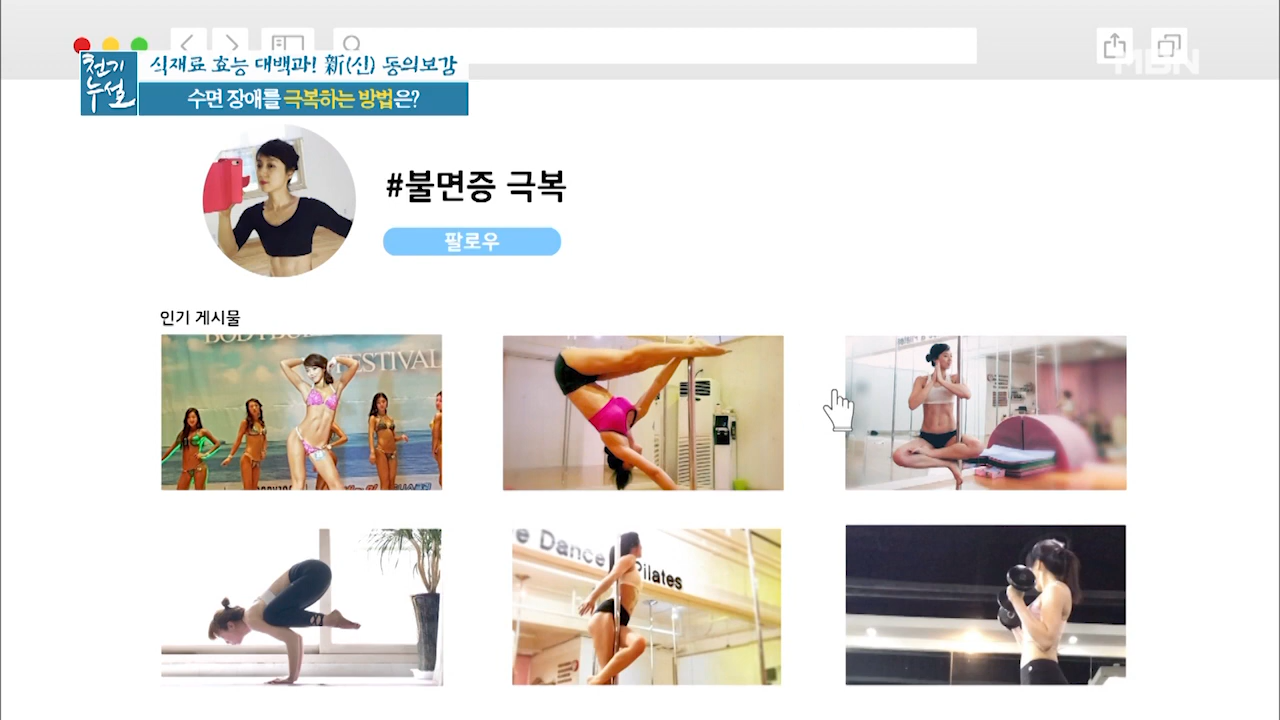 천기
누설
식재료 효능 대백과! 新(신) 동의보감
수면 장애를 극복하는 방법은?
MBN
#불면증 극복
팔로우
인기 게시물
FESTIVAL
e Dance
Pilates